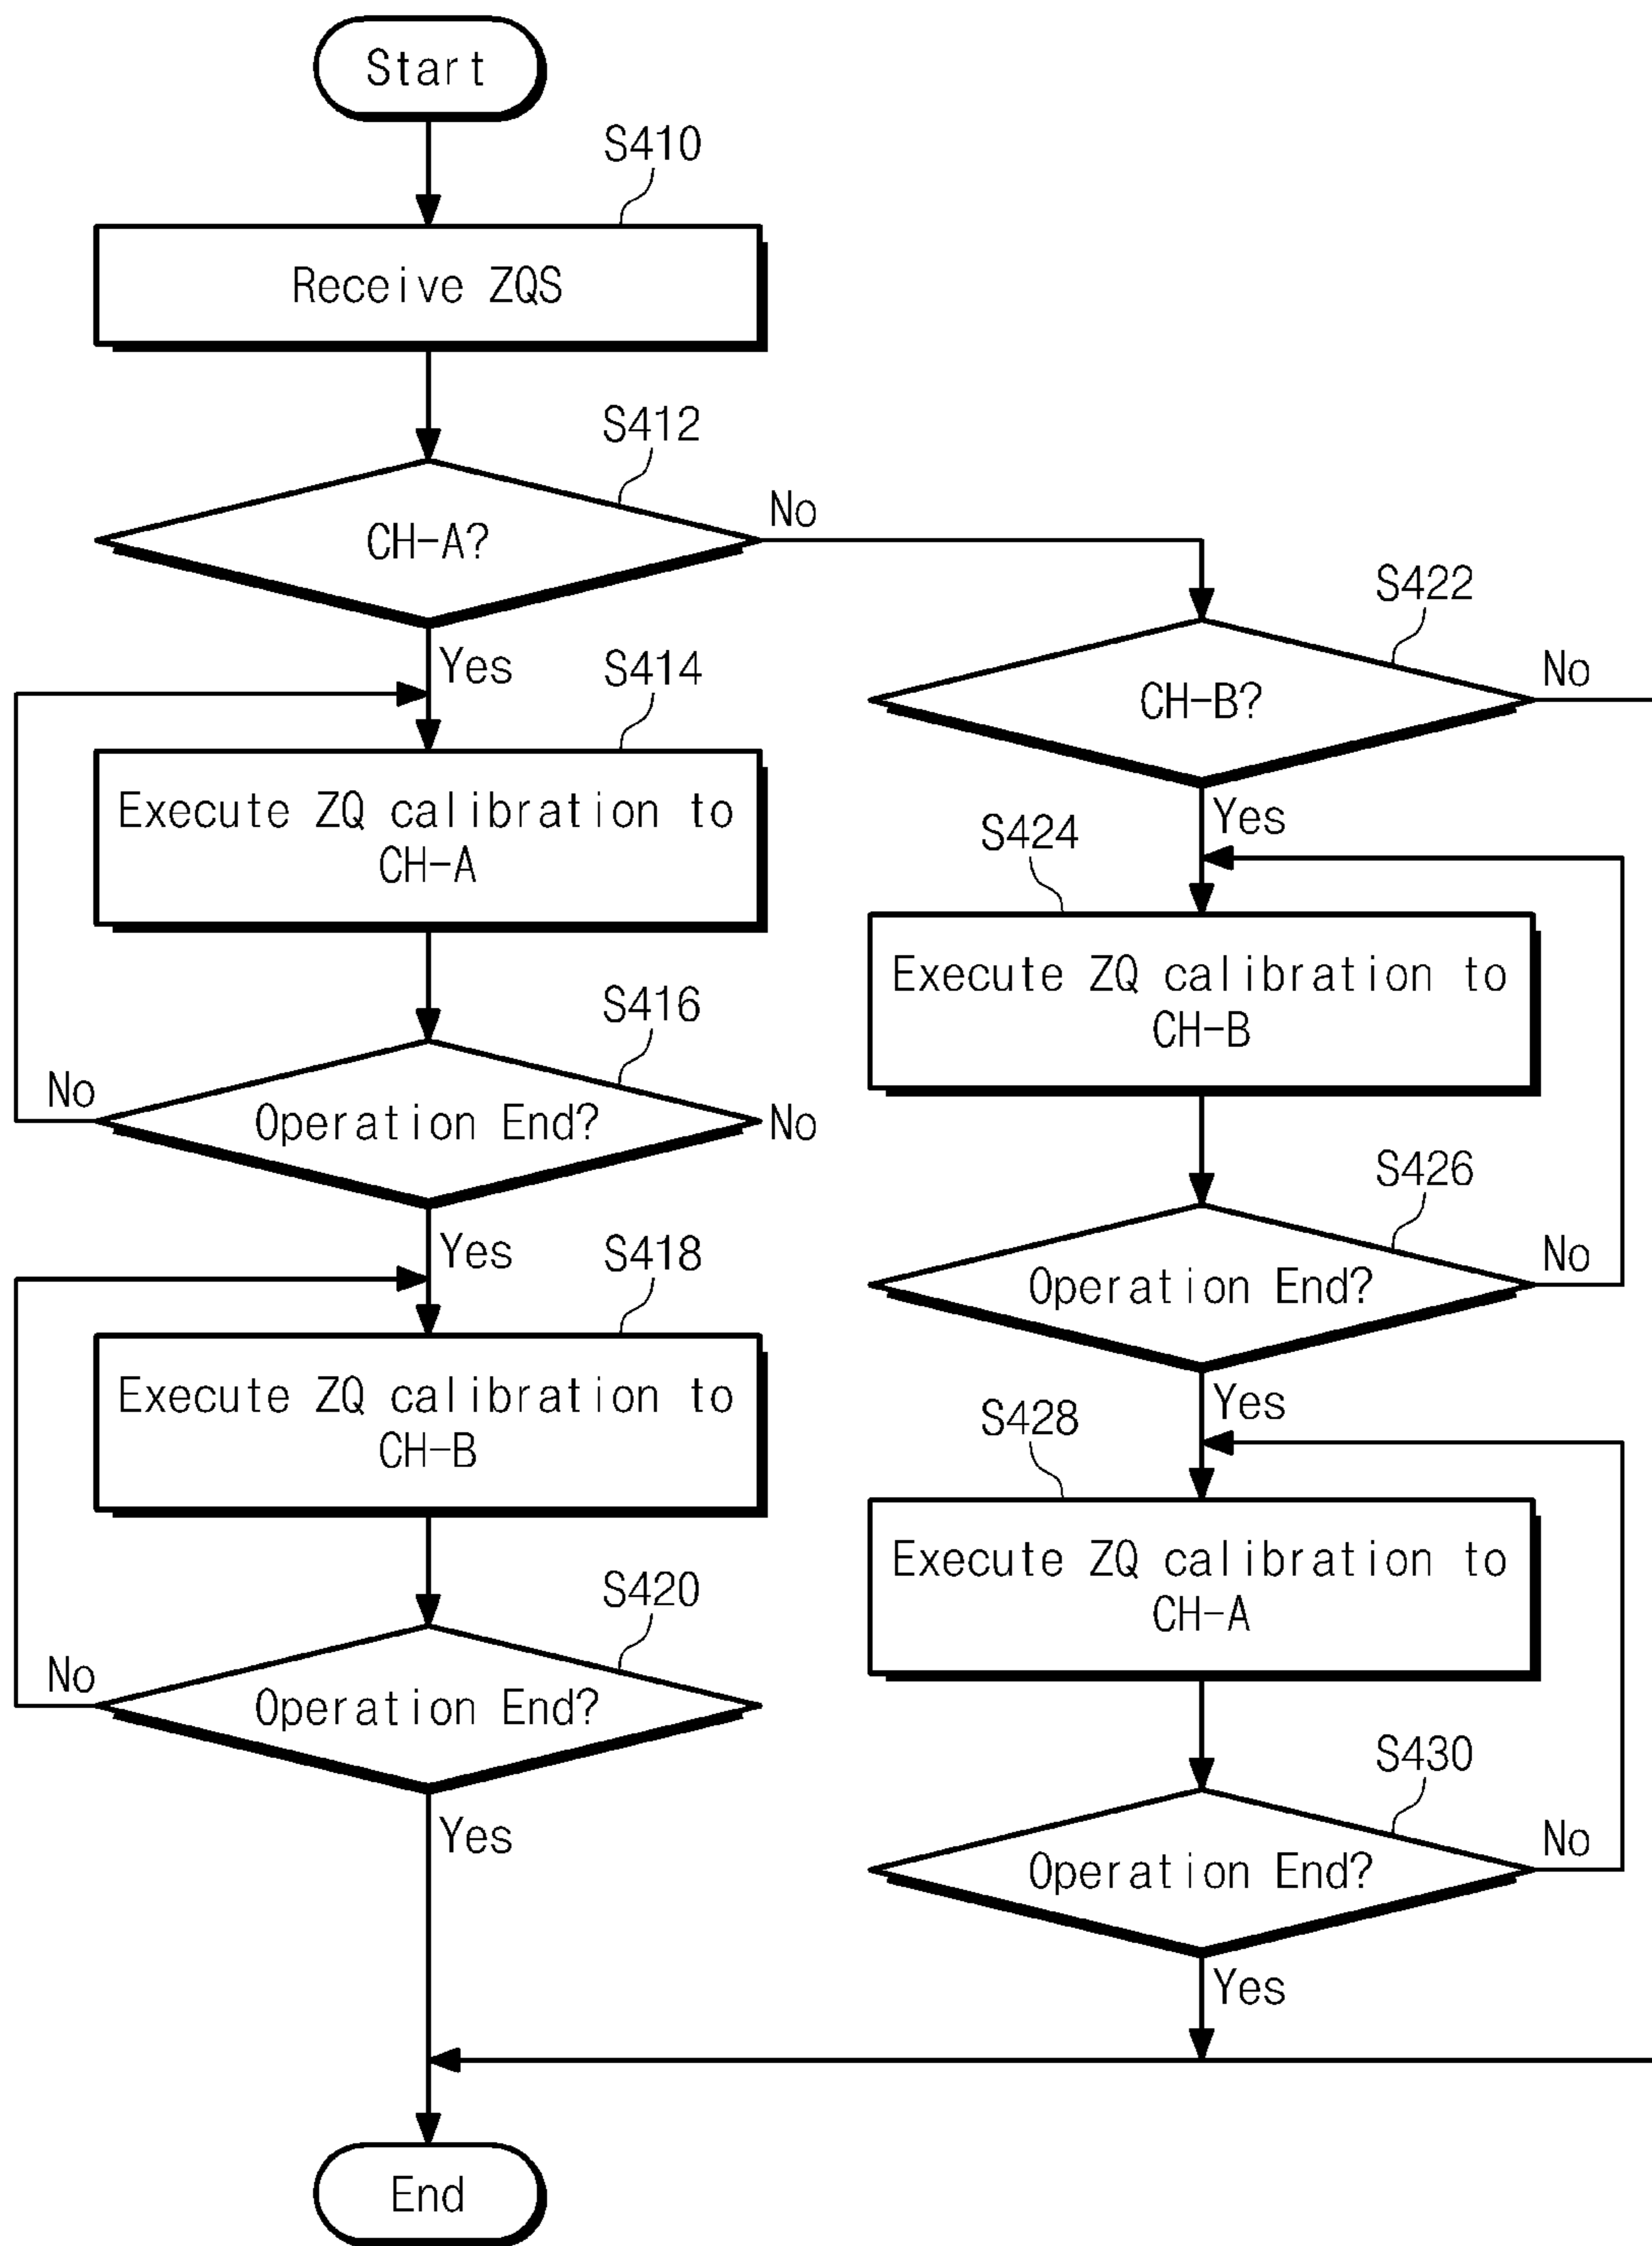 Start
S410
Receive ZQS
S412
CH-A?
No
Yes
S414
Execute ZQ calibration to
CH-A
S416
No
Operation End?
No
Yes
S418
Execute ZQ calibration to
CH-B
S420
No
Operation End?
Yes
S422
CH-B?
No
Yes
S424
Execute ZQ calibration to
CH-B
S426
Operation End?
No
Yes
S428
Execute ZQ calibration to
CH-A
S430
Operation End?
No
Yes
End